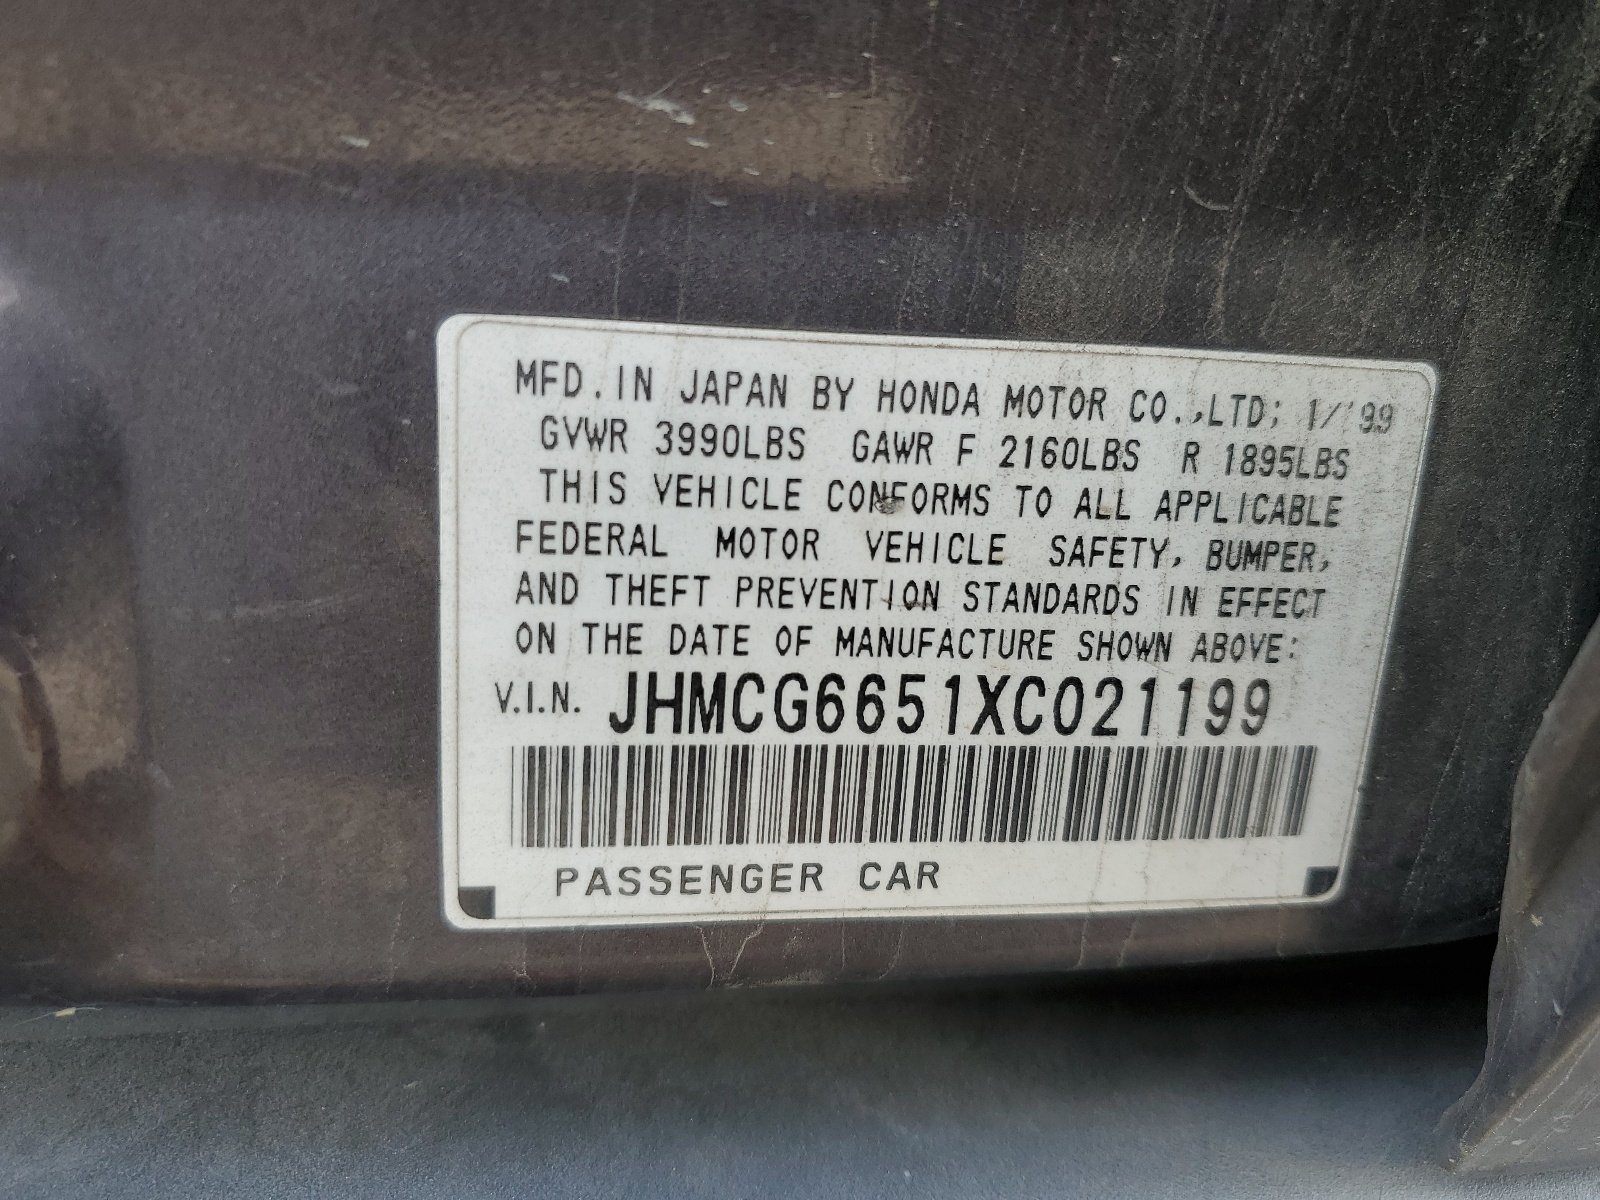 MFD. IN JAPAN BY HONDA MOTOR CO.,LTD; 1/'99
GVWR 3990LBS GAWR F 2160LBS R 1895LBS
THIS VEHICLE CONFORMS TO ALL APPLICABLE
FEDERAL MOTOR VEHICLE SAFETY, BUMPER,
AND THEFT PREVENTION STANDARDS IN EFFECT
ON THE DATE OF MANUFACTURE SHOWN ABOVE:
V.I.N. JHMCG6651XC021199
PASSENGER CAR